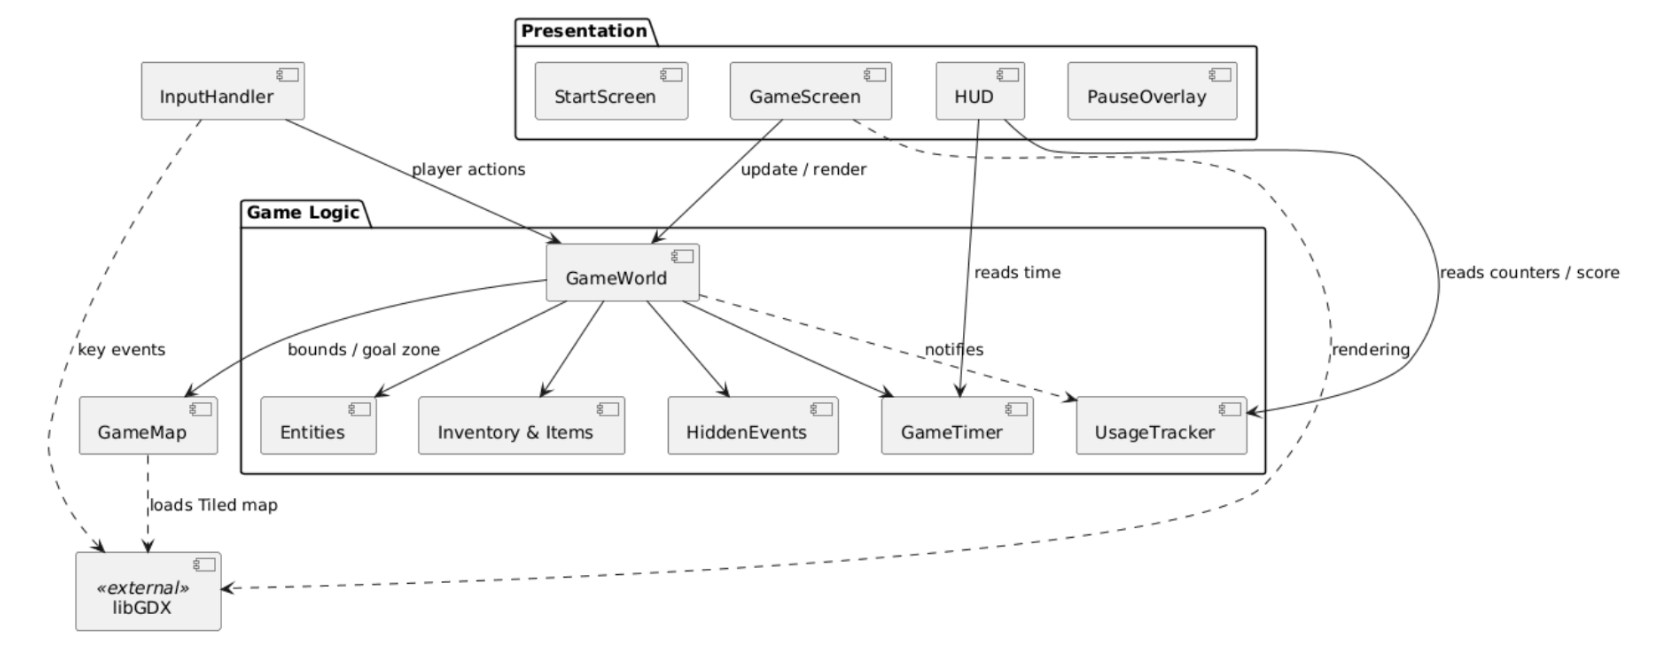 Presentation
InputHandler
StartScreen
GameScreen
HUD
PauseOverlay
player actions
update / render
Game Logic
GameWorld
reads time
reads counters / score
key events
bounds / goal zone
notifies
rendering
GameMap
Entities
Inventory & Items
HiddenEvents
GameTimer
UsageTracker
loads Tiled map
«external»
libGDX